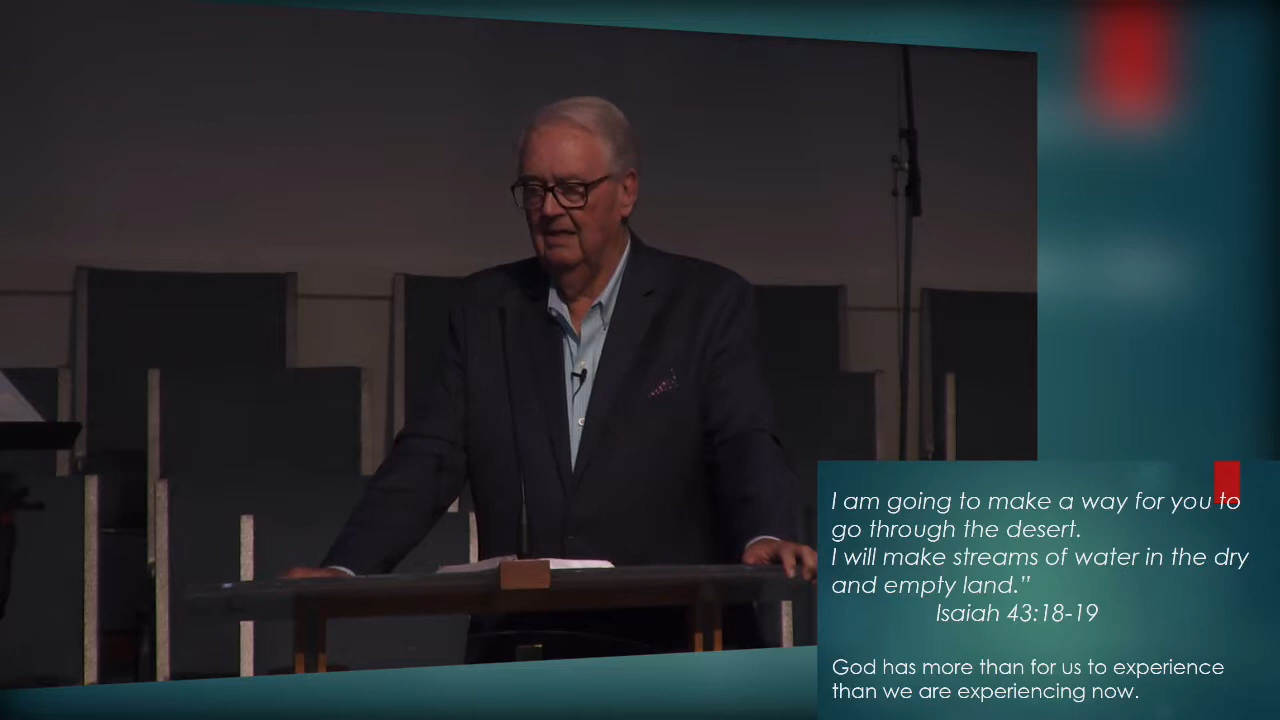 I am going to make a way for you to
go through the desert.
I will make streams of water in the dry
and empty land.”
Isaiah 43:18-19
God has more than for us to experience
than we are experiencing now.